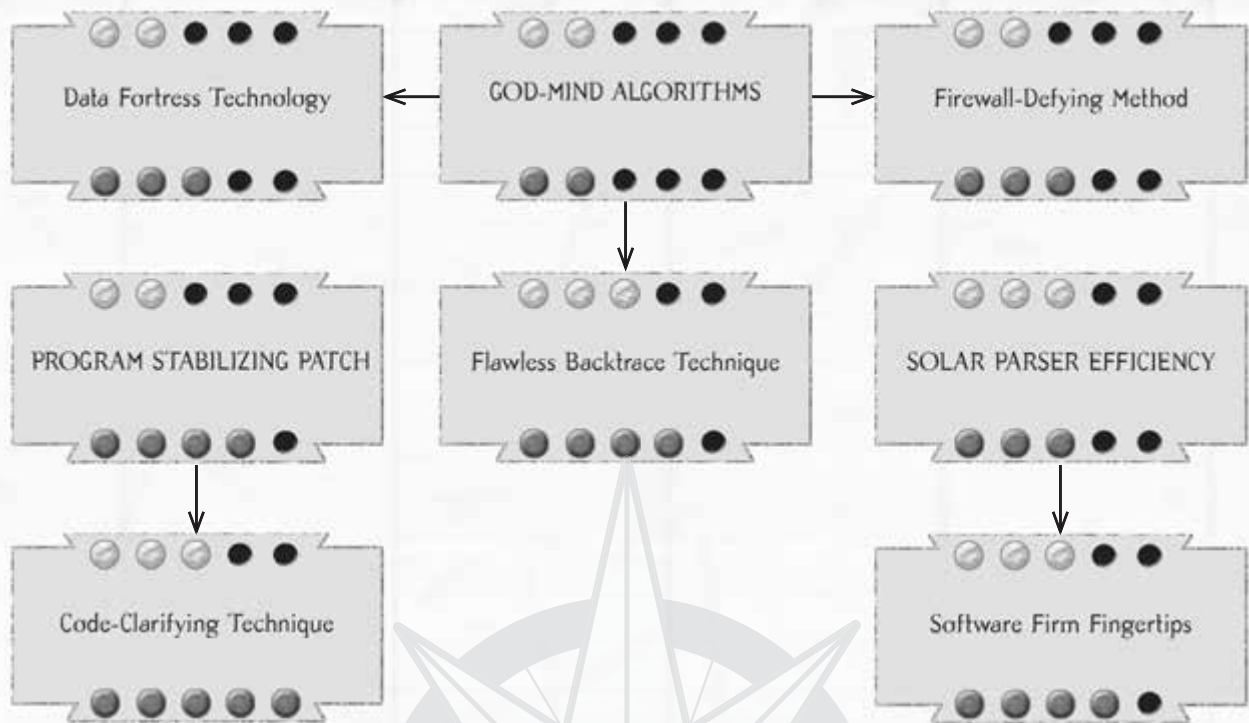 Data Fortress Technology
GOD-MIND ALGORITHMS
Firewall-Defying Method
PROGRAM STABILIZING PATCH
Flawless Backtrace Technique
SOLAR PARSER EFFICIENCY
Code-Clarifying Technique
Software Firm Fingertips